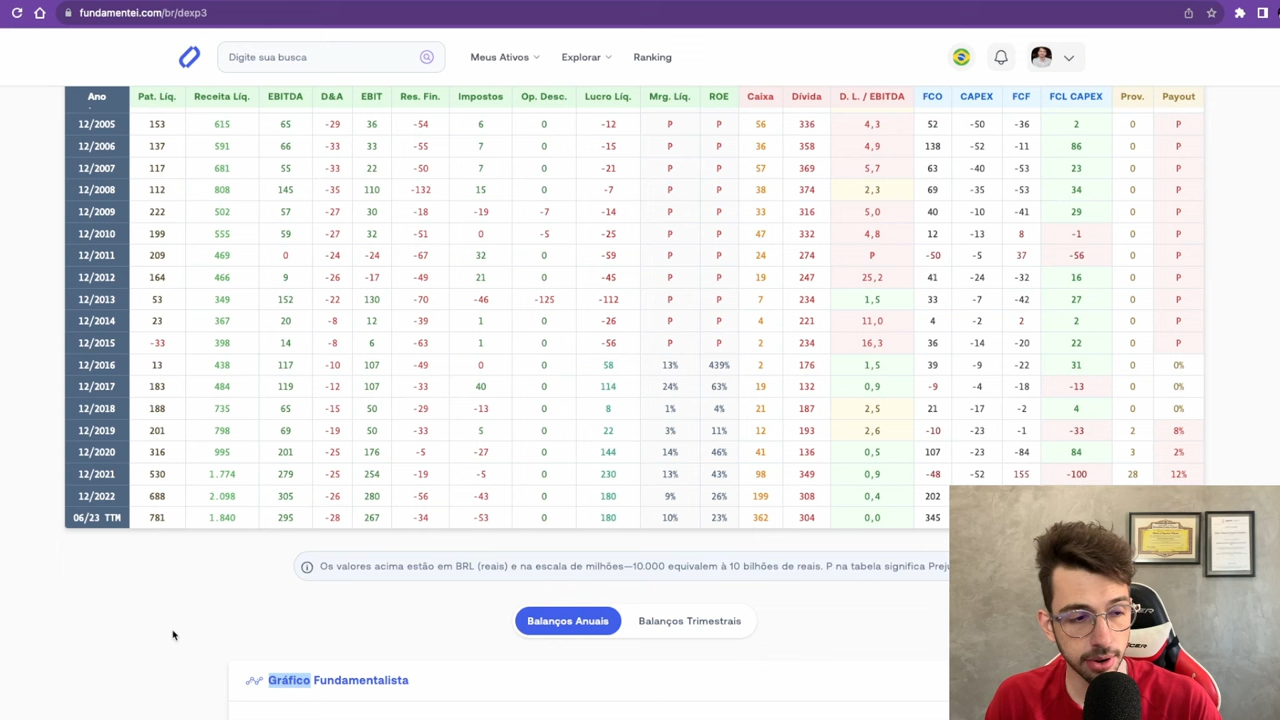 fundamentei.com/br/dexp3
Digite sua busca Meus Ativos Explorar Ranking
Ano Pat. Líq. Receita Líq. EBITDA D&A EBIT Res. Fin. Impostos Op. Desc. Lucro Líq. Mrg. Líq. ROE Caixa Dívida D. L. / EBITDA FCO CAPEX FCF FCL CAPEX Prov. Payout
12/2005 153 615 65 -29 36 -54 6 0 -12 P P 56 336 4,3 52 -50 -36 2 0 P
12/2006 137 591 66 -33 33 -55 7 0 -15 P P 36 358 4,9 138 -52 -11 86 0 P
12/2007 117 681 55 -33 22 -50 7 0 -21 P P 57 369 5,7 63 -40 -53 23 0 P
12/2008 112 808 145 -35 110 -132 15 0 -7 P P 38 374 2,3 69 -35 -53 34 0 P
12/2009 222 502 57 -27 30 -18 -19 -7 -14 P P 33 316 5,0 40 -10 -41 29 0 P
12/2010 199 555 59 -27 32 -51 0 -5 -25 P P 47 332 4,8 12 -13 8 -1 0 P
12/2011 209 469 0 -24 -24 -67 32 0 -59 P P 24 274 P -50 -5 37 -56 0 P
12/2012 164 466 9 -26 -17 -49 21 0 -45 P P 19 247 25,2 41 -24 -32 16 0 P
12/2013 53 349 152 -22 130 -70 -46 -125 -112 P P 7 234 1,5 33 -7 -42 27 0 P
12/2014 23 367 20 -8 12 -39 1 0 -26 P P 4 221 11,0 4 -2 2 2 0 P
12/2015 -33 398 14 -8 6 -63 1 0 -56 P P 2 232 16,3 36 -14 -20 22 0 P
12/2016 13 438 117 -10 107 -49 0 0 58 13% 439% 2 176 1,5 39 -9 -22 31 0 0%
12/2017 183 484 119 -12 107 -33 40 0 114 24% 63% 19 132 0,9 -9 -4 -18 -13 0 0%
12/2018 188 735 65 -15 50 -29 -13 0 8 1% 4% 21 187 2,5 21 -17 -2 4 0 0%
12/2019 201 798 69 -19 50 -33 5 0 22 3% 11% 12 193 2,6 -10 -23 -1 -33 2 8%
12/2020 316 995 201 -25 176 -5 -27 0 144 14% 46% 41 136 0,5 107 -23 -84 84 3 2%
12/2021 530 1.774 279 -25 254 -19 -5 0 230 13% 43% 98 349 0,9 -48 -52 155 -100 28 12%
12/2022 688 2.098 305 -26 280 -56 -43 0 180 9% 26% 199 308 0,4 202
06/23 TTM 781 1.840 295 -28 267 -34 -53 0 180 10% 23% 362 304 0,0 345
Os valores acima estão em BRL (reais) e na escala de milhões—10.000 equivalem à 10 bilhões de reais. P na tabela significa Prej
Balanços Anuais Balanços Trimestrais
Gráfico Fundamentalista